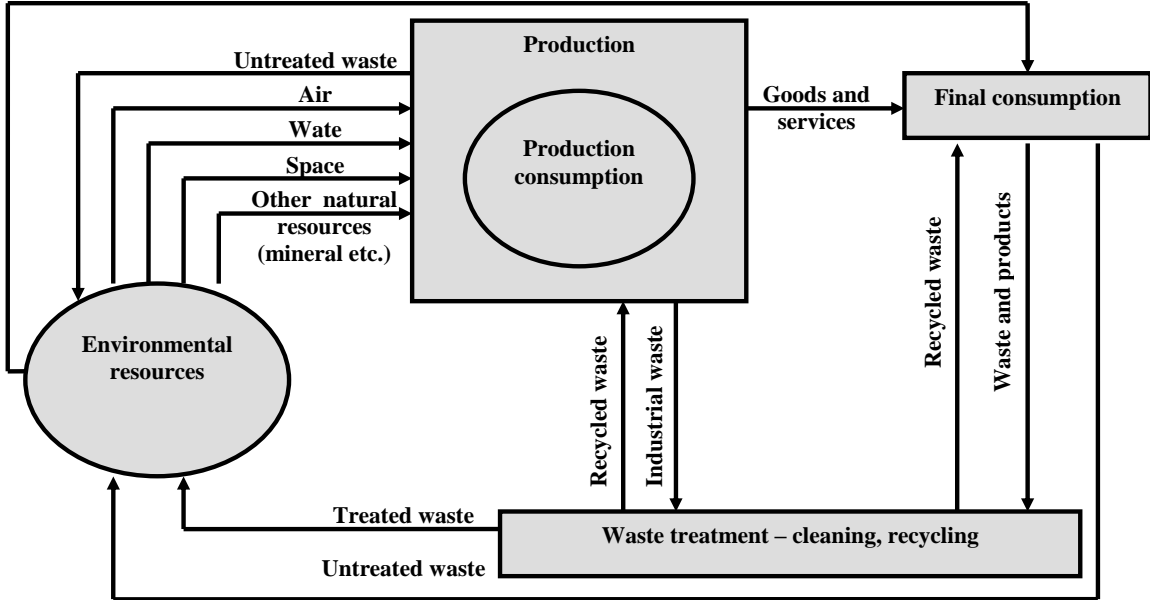 Production
Untreated waste
Air
Wate
Space
Other natural
resources
(mineral etc.)
Production
consumption
Goods and
services
Final consumption
Environmental
resources
Recycled waste
Industrial waste
Recycled waste
Waste and products
Treated waste
Waste treatment – cleaning, recycling
Untreated waste